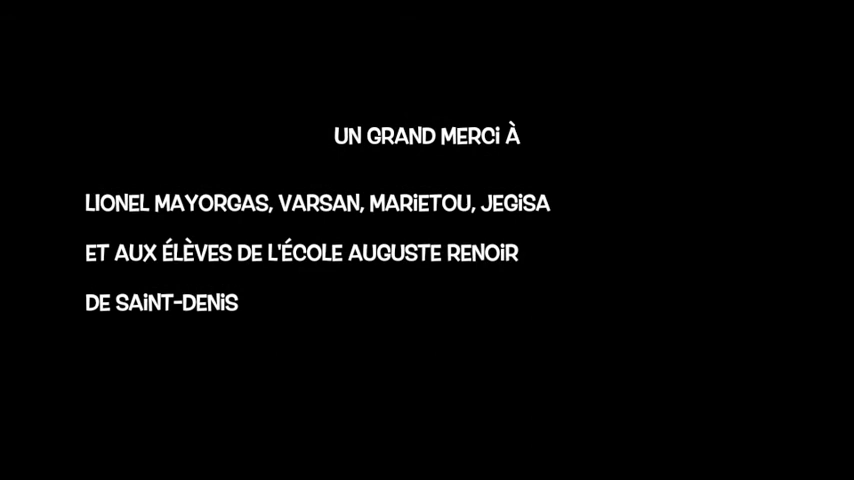 UN GRAND MERCi À
LIONEL MAYORGAS, VARSAN, MARiETOU, JEGiSA
ET AUX ÉLÈVES DE L'ÉCOLE AUGUSTE RENOiR
DE SAiNT-DENiS